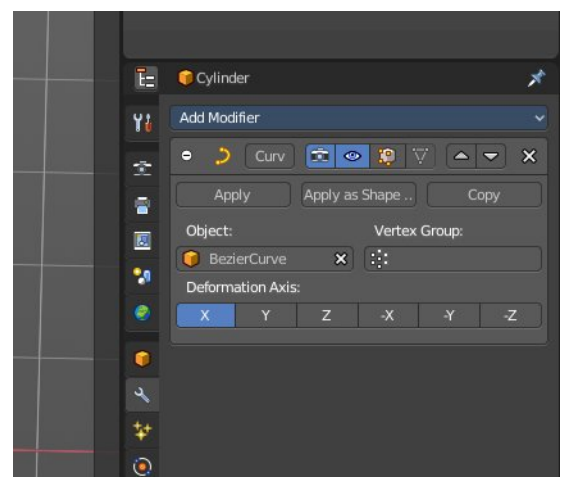 Cylinder
Add Modifier
Curv
Apply
Apply as Shape ..
Copy
Object:
Vertex Group:
BezierCurve
Deformation Axis:
X Y Z -X -Y -Z